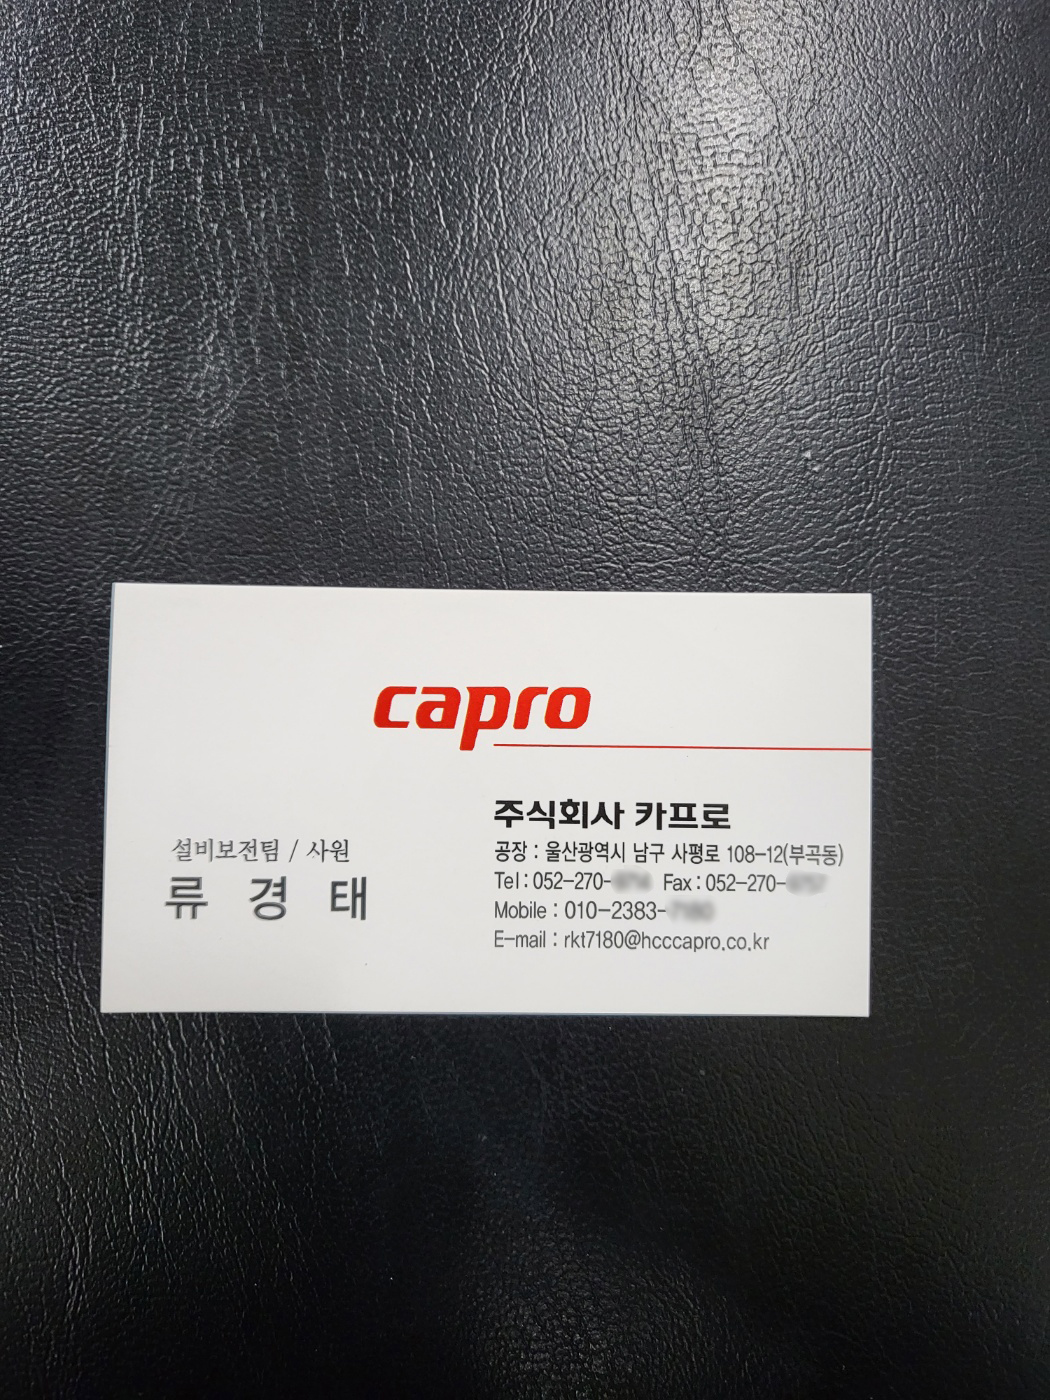 capro
설비보전팀 / 사원
류 경 태
주식회사 카프로
공장 : 울산광역시 남구 사평로 108-12(부곡동)
Tel : 052-270- Fax : 052-270-
Mobile : 010-2383-
E-mail : rkt7180@hcccapro.co.kr